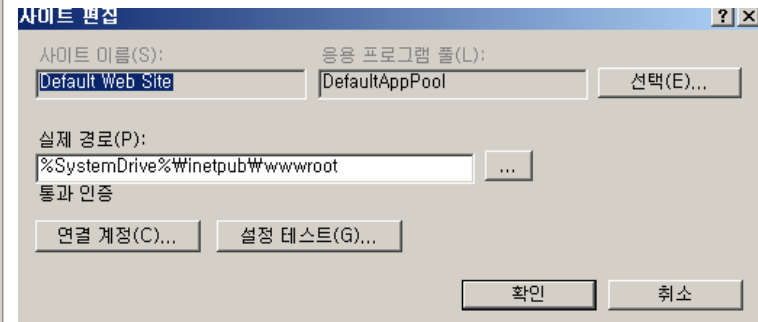 사이트 편집
사이트 이름(S): 응용 프로그램 풀(L):
Default Web Site DefaultAppPool 선택(E)...
실제 경로(P):
%SystemDrive%₩inetpub₩wwwroot ...
통과 인증
연결 계정(C)... 설정 테스트(G)...
확인 취소